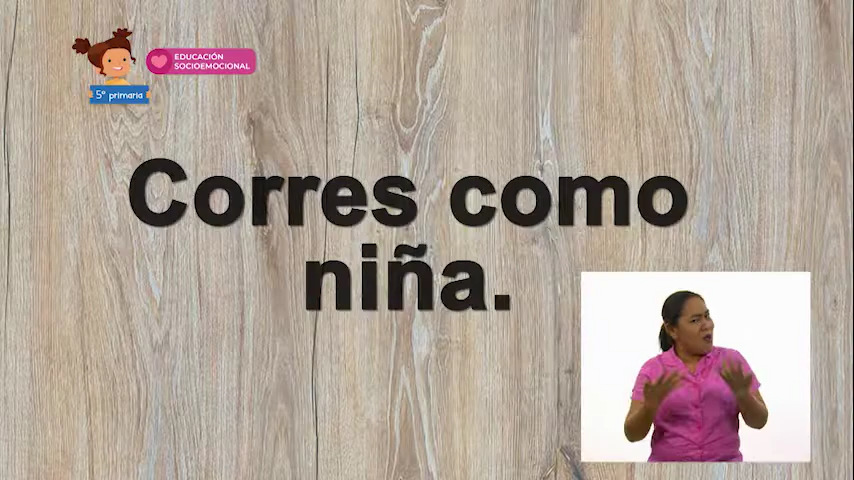 EDUCACIÓN
SOCIOEMOCIONAL
5° primaria
Corres como
niña.